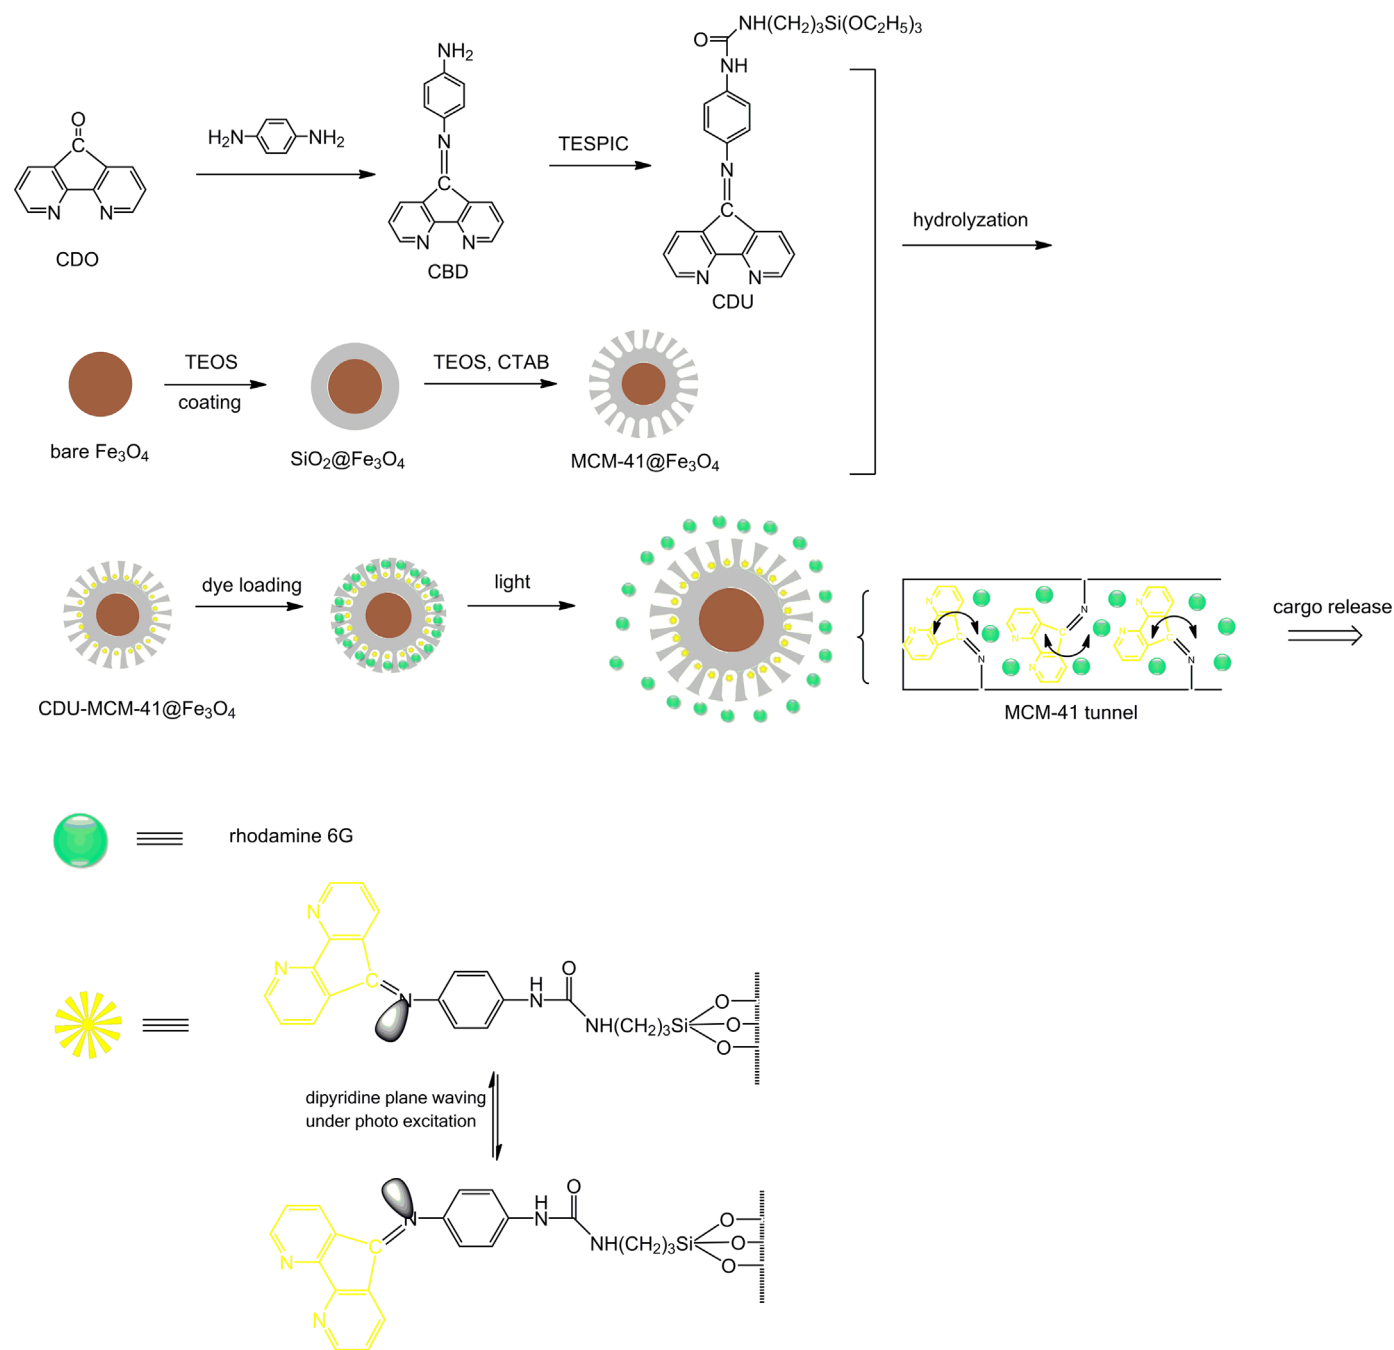 NH(CH2)3Si(OC2H5)3
O
NH
NH2
O
C
H2N NH2
N
TESPIC
N
C
C
N N
N N
N N
CDO
CBD
CDU
hydrolyzation
TEOS
coating
TEOS, CTAB
bare Fe3O4
SiO2@Fe3O4
MCM-41@Fe3O4
dye loading
light
cargo release
N N C N
N N C N
N N C N
CDU-MCM-41@Fe3O4
MCM-41 tunnel
rhodamine 6G
N
N
C
N
H
N
O
NH(CH2)3Si
O
O
O
dipyridine plane waving
under photo excitation
N
H
N
O
C
N
N
NH(CH2)3Si
O
O
O